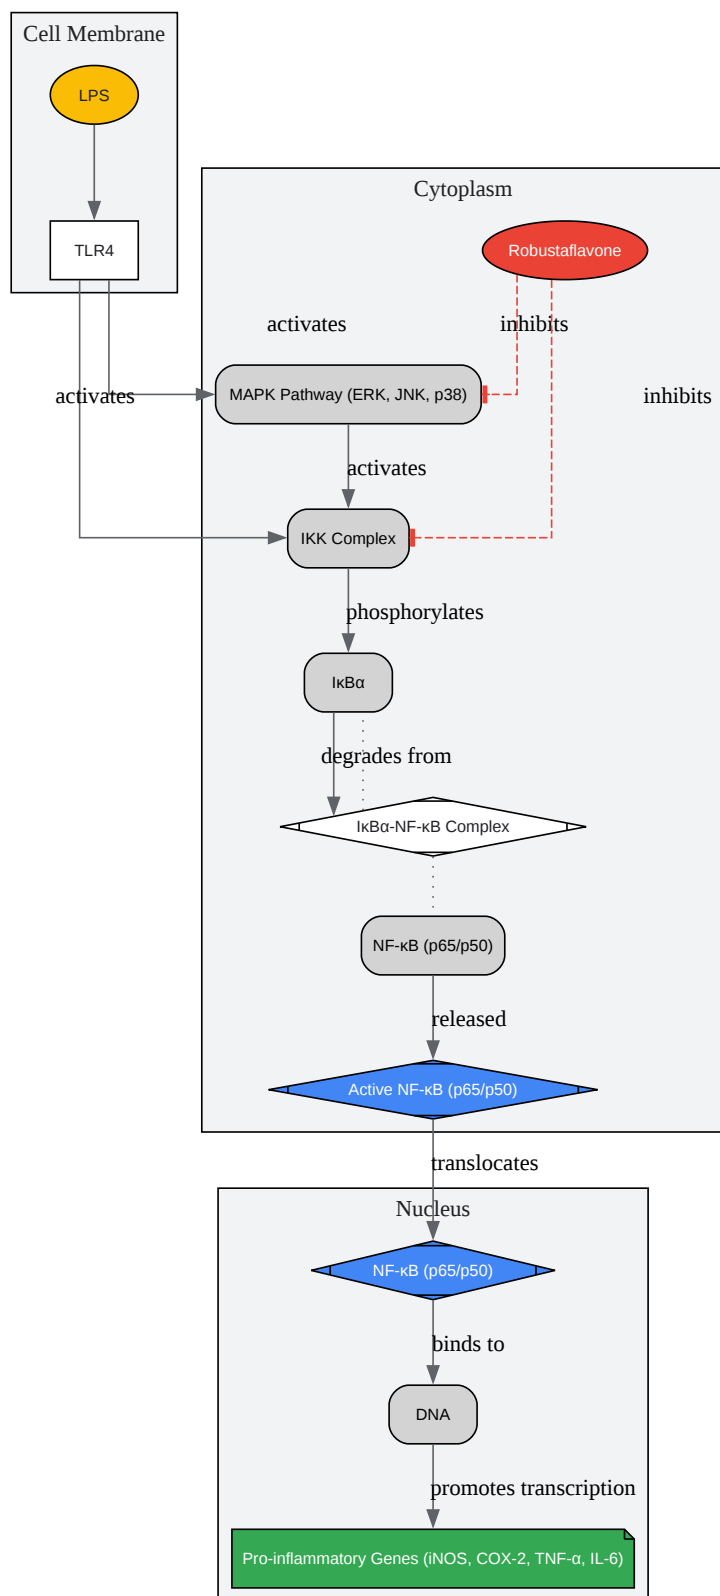 Cell Membrane
LPS
TLR4
Cytoplasm
Robustaflavone
activates
inhibits
activates
inhibits
MAPK Pathway (ERK, JNK, p38)
activates
IKK Complex
phosphorylates
IκBα
degrades from
IκBα-NF-κB Complex
NF-κB (p65/p50)
released
Active NF-κB (p65/p50)
translocates
Nucleus
NF-κB (p65/p50)
binds to
DNA
promotes transcription
Pro-inflammatory Genes (iNOS, COX-2, TNF-α, IL-6)